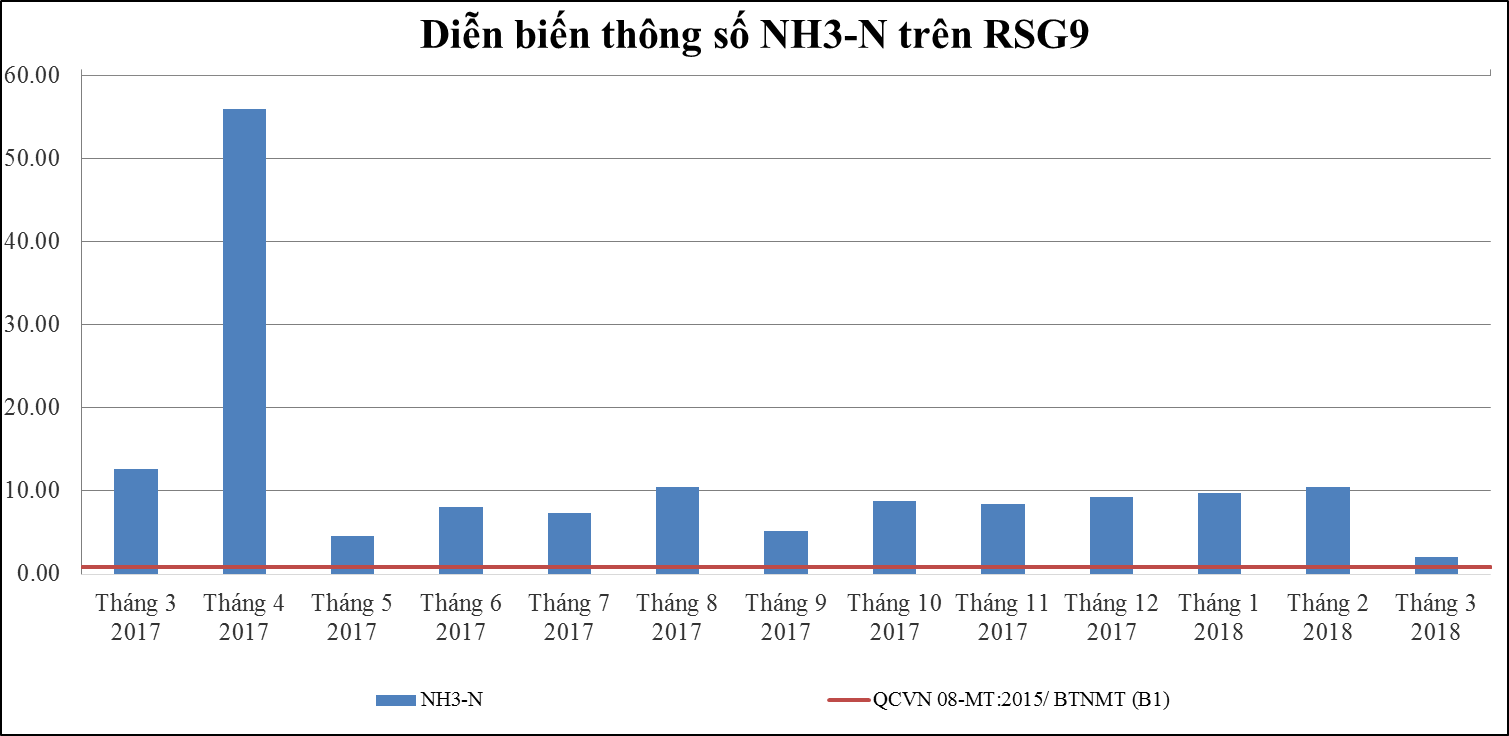 Diễn biến thông số NH3-N trên RSG9
60.00
50.00
40.00
30.00
20.00
10.00
0.00
Tháng 3 Tháng 4 Tháng 5 Tháng 6 Tháng 7 Tháng 8 Tháng 9 Tháng 10 Tháng 11 Tháng 12 Tháng 1 Tháng 2 Tháng 3
2017 2017 2017 2017 2017 2017 2017 2017 2017 2017 2018 2018 2018
NH3-N QCVN 08-MT:2015/ BTNMT (B1)